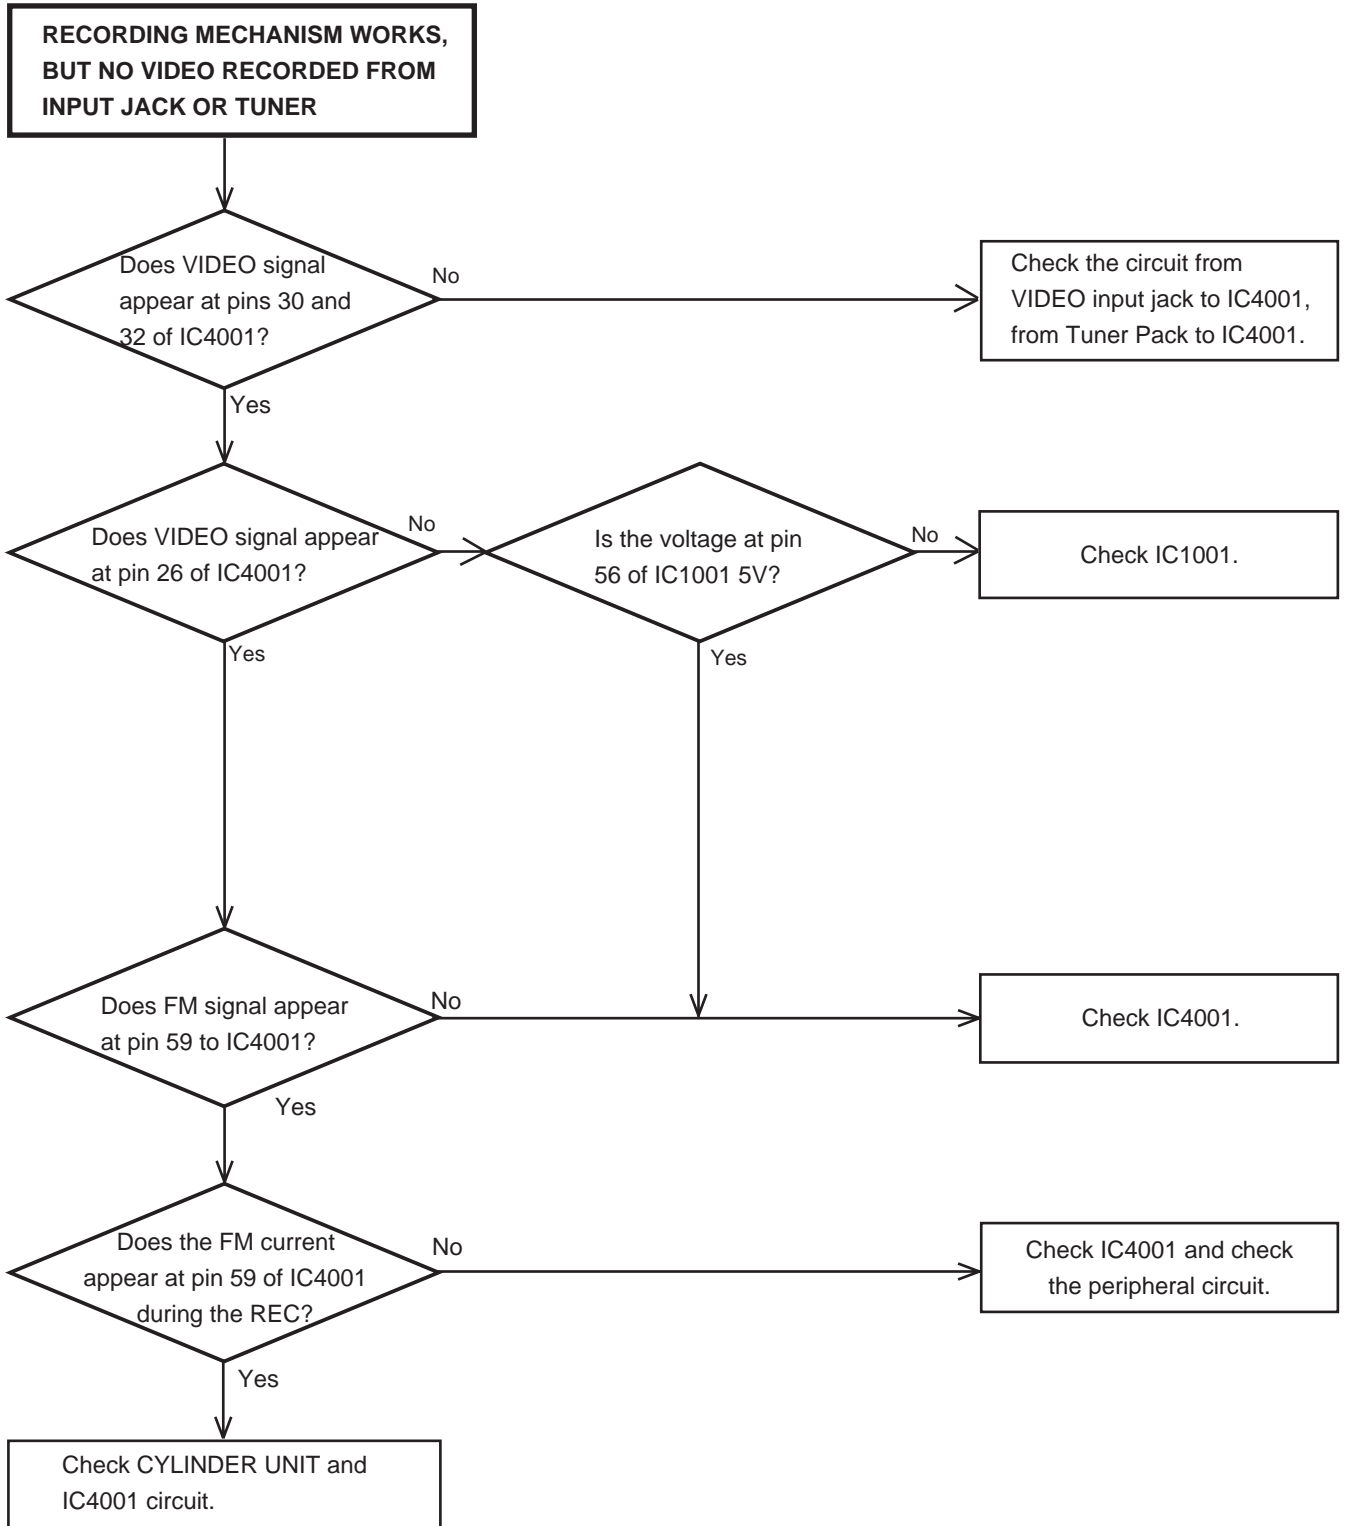 RECORDING MECHANISM WORKS,
BUT NO VIDEO RECORDED FROM
INPUT JACK OR TUNER
Does VIDEO signal
appear at pins 30 and
32 of IC4001?
No
Check the circuit from
VIDEO input jack to IC4001,
from Tuner Pack to IC4001.
Yes
Does VIDEO signal appear
at pin 26 of IC4001?
No
Is the voltage at pin
56 of IC1001 5V?
No
Check IC1001.
Yes
Yes
Does FM signal appear
at pin 59 to IC4001?
No
Check IC4001.
Yes
Does the FM current
appear at pin 59 of IC4001
during the REC?
No
Check IC4001 and check
the peripheral circuit.
Yes
Check CYLINDER UNIT and
IC4001 circuit.